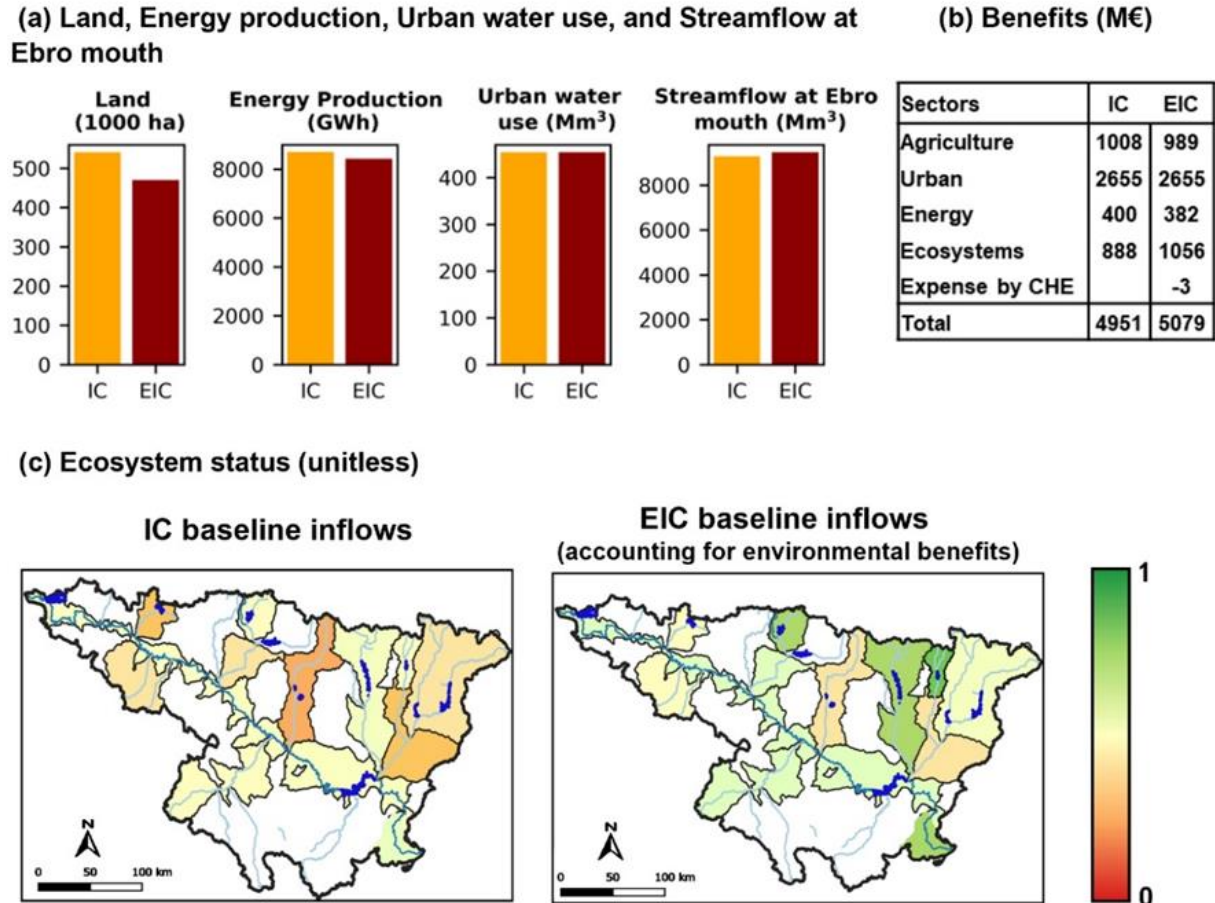 (a) Land, Energy production, Urban water use, and Streamflow at
Ebro mouth
Land
(1000 ha)
500
400
300
200
100
0
IC EIC
Energy Production
(GWh)
8000
6000
4000
2000
0
IC EIC
Urban water
use (Mm³)
400
300
200
100
0
IC EIC
Streamflow at Ebro
mouth (Mm³)
8000
6000
4000
2000
0
IC EIC
(b) Benefits (M€)
Sectors IC EIC
Agriculture 1008 989
Urban 2655 2655
Energy 400 382
Ecosystems 888 1056
Expense by CHE -3
Total 4951 5079
(c) Ecosystem status (unitless)
IC baseline inflows
N
0 50 100 km
EIC baseline inflows
(accounting for environmental benefits)
N
0 50 100 km
1
0